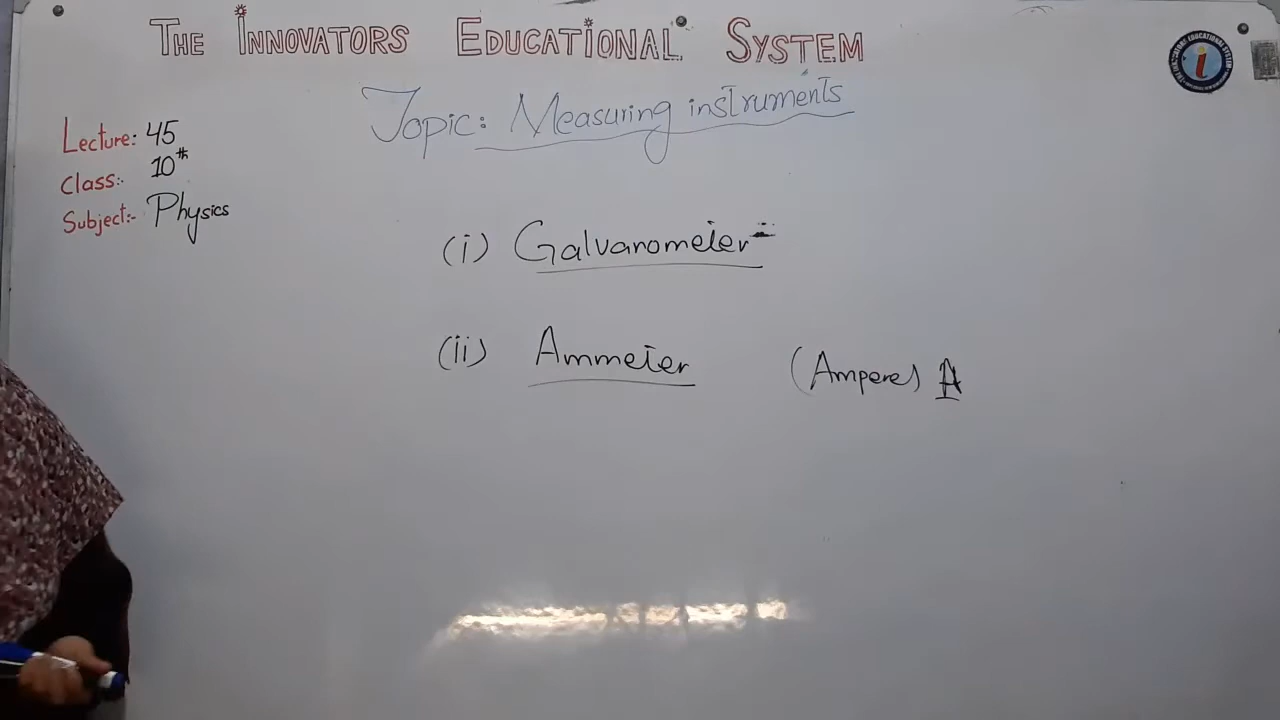 THE INNOVATORS EDUCATIONAL SYSTEM
Topic: Measuring instruments
Lecture: 45
Class:- 10th
Subject:- Physics
(i) Galvanometer
(ii) Ammeter (Ampere) A